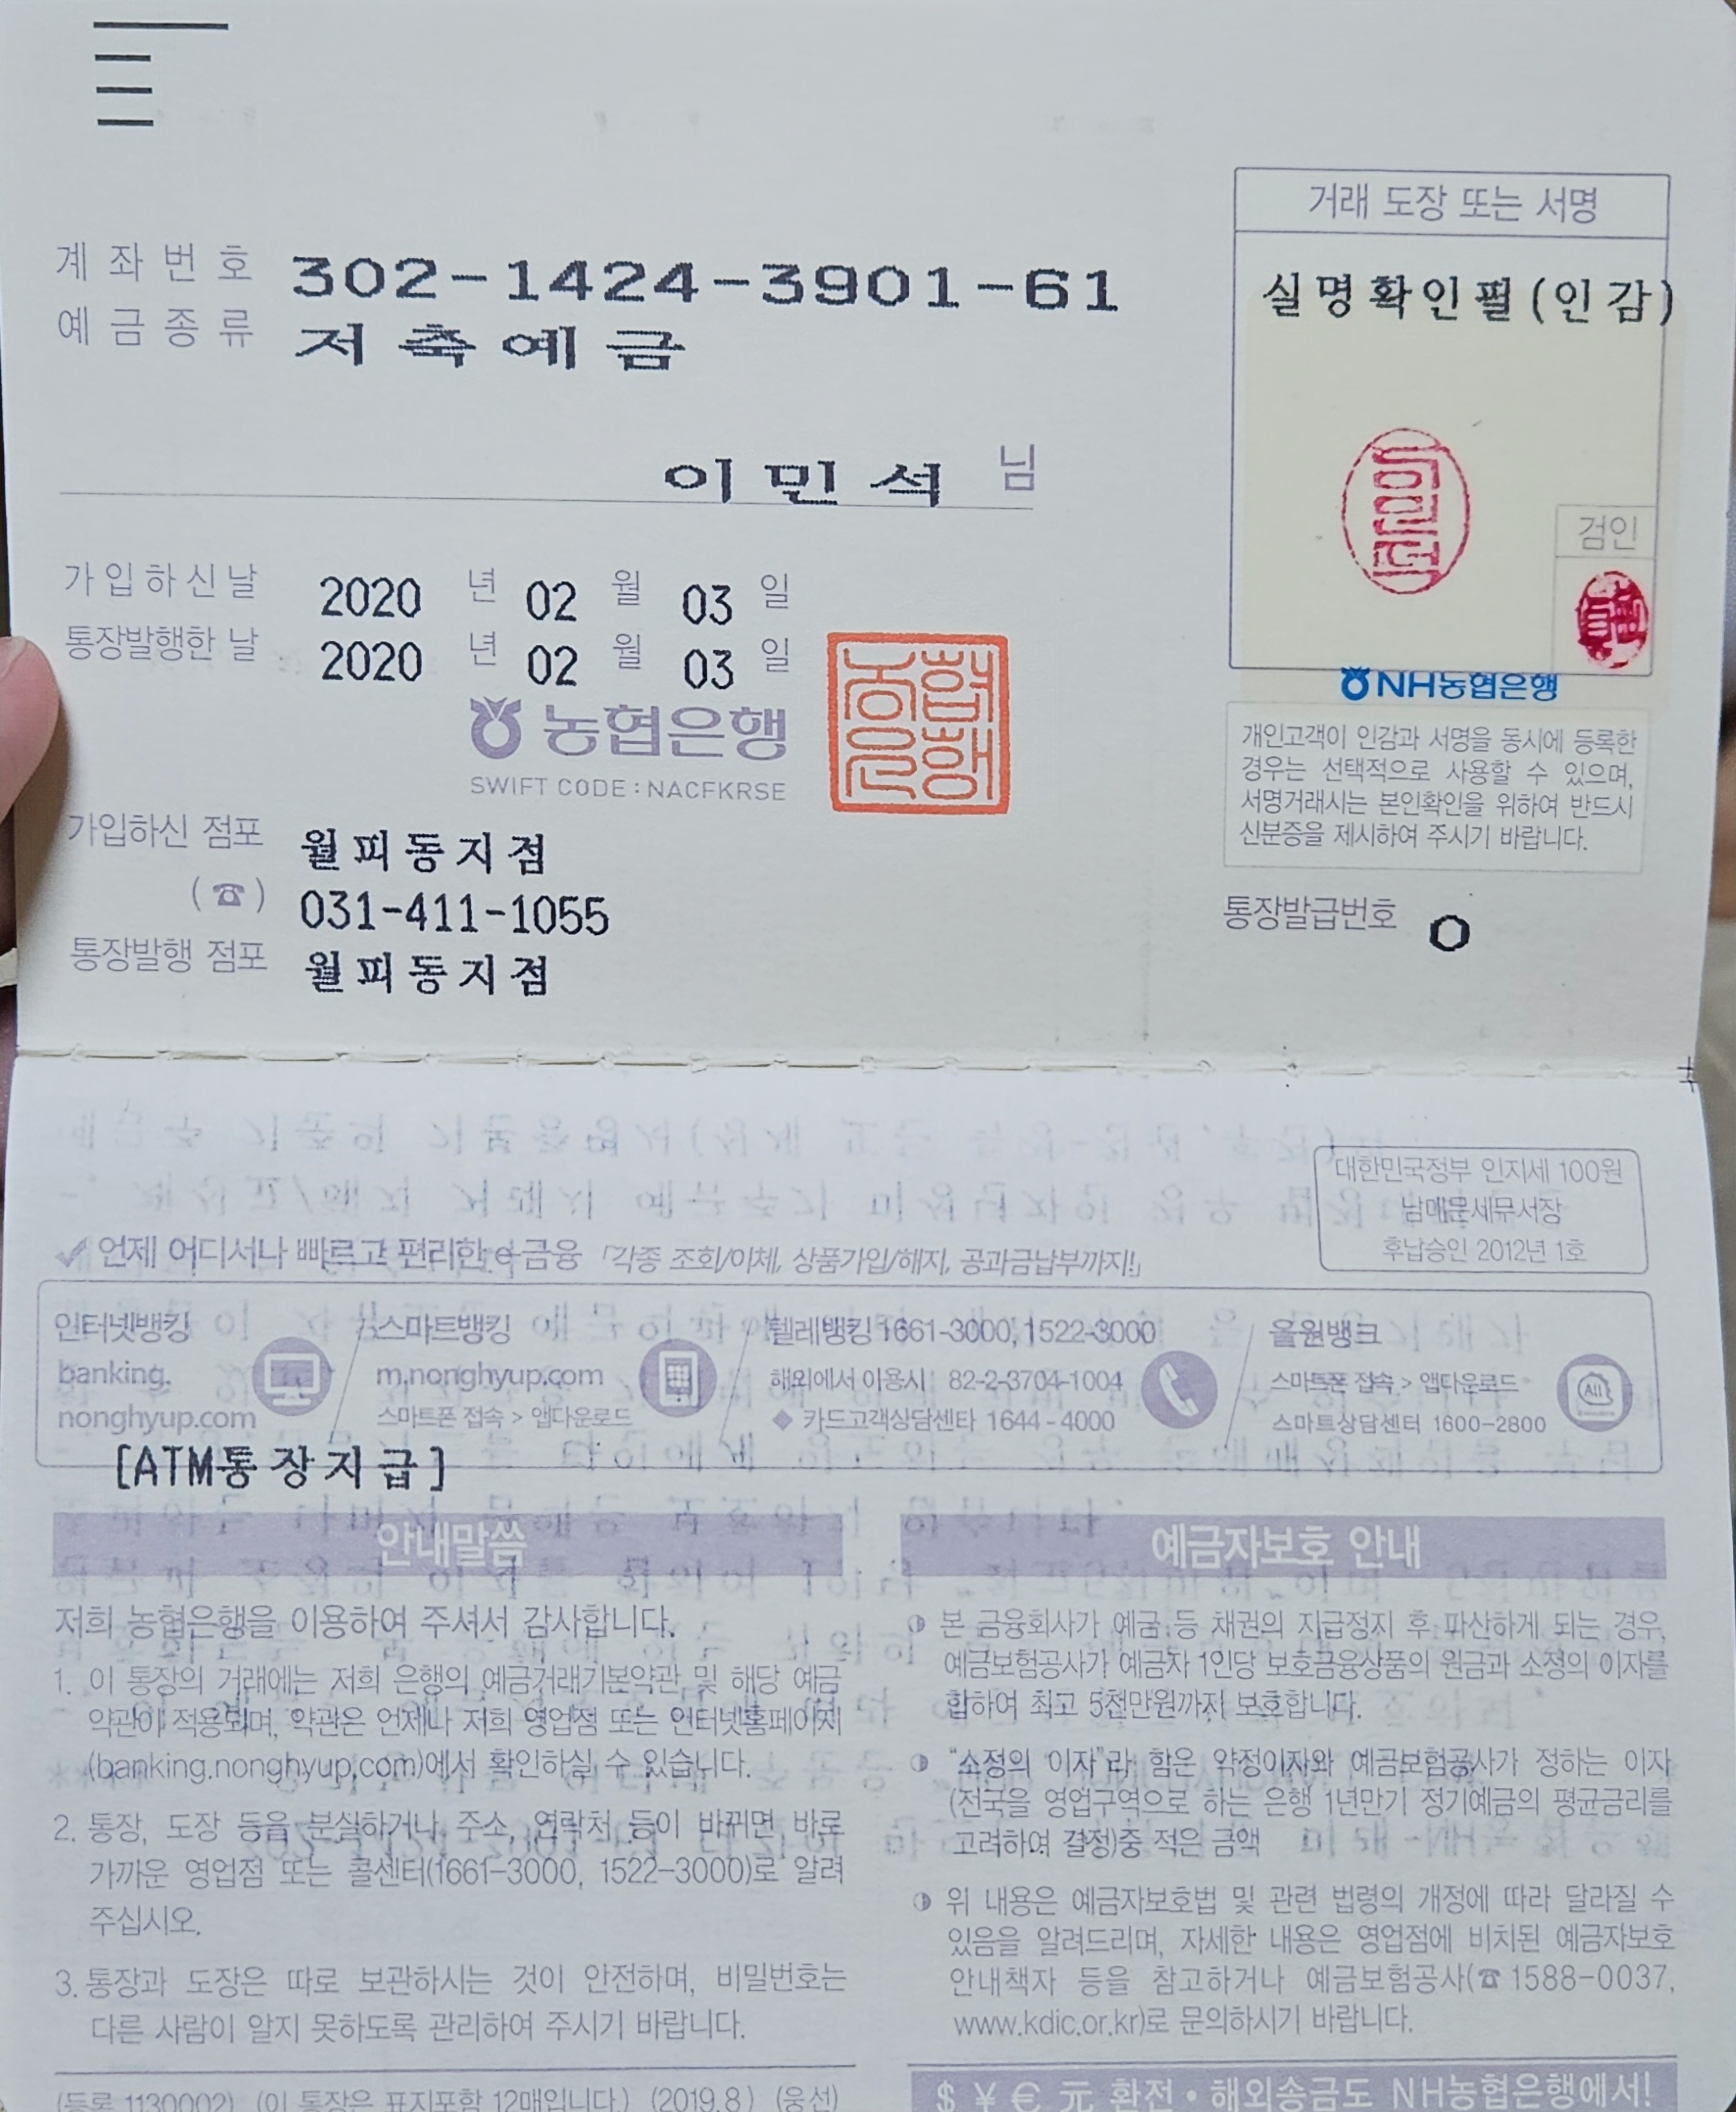 계좌번호 302-1424-3901-61
예금종류 저축예금
이민석 님
가입하신날 2020 년 02 월 03 일
통장발행한 날 2020 년 02 월 03 일
농협은행
SWIFT CODE : NACFKRSE
농협
은행
가입하신 점포 월피동지점
(☎) 031-411-1055
통장발행 점포 월피동지점
거래 도장 또는 서명
실명확인필(인감)
검인
NH농협은행
개인고객이 인감과 서명을 동시에 등록한
경우는 선택적으로 사용할 수 있으며,
서명거래시는 본인확인을 위하여 반드시
신분증을 제시하여 주시기 바랍니다.
통장발급번호 0
대한민국정부 인지세 100원
남대문세무서장
후납승인 2012년 1호
언제 어디서나 빠르고 편리한 e-금융 「각종 조회/이체, 상품가입/해지, 공과금납부까지!」
인터넷뱅킹
banking.
nonghyup.com
스마트뱅킹
m.nonghyup.com
스마트폰 접속 > 앱다운로드
텔레뱅킹 1661-3000, 1522-3000
해외에서 이용시 82-2-3704-1004
◆ 카드고객상담센타 1644-4000
올원뱅크
스마트폰 접속 > 앱다운로드
스마트상담센터 1600-2800
[ATM통장지급]
안내말씀
저희 농협은행을 이용하여 주셔서 감사합니다.
1. 이 통장의 거래에는 저희 은행의 예금거래기본약관 및 해당 예금
약관이 적용되며, 약관은 언제나 저희 영업점 또는 인터넷홈페이지
(banking.nonghyup.com)에서 확인하실 수 있습니다.
2. 통장, 도장 등을 분실하거나 주소, 연락처 등이 바뀌면 바로
가까운 영업점 또는 콜센터(1661-3000, 1522-3000)로 알려
주십시오.
3. 통장과 도장은 따로 보관하시는 것이 안전하며, 비밀번호는
다른 사람이 알지 못하도록 관리하여 주시기 바랍니다.
(등록 1130002) (이 통장은 표지포함 12매입니다.) (2019.8) (웅선)
예금자보호 안내
본 금융회사가 예금 등 채권의 지급정지 후 파산하게 되는 경우,
예금보험공사가 예금자 1인당 보호금융상품의 원금과 소정의 이자를
합하여 최고 5천만원까지 보호합니다.
"소정의 이자"라 함은 약정이자와 예금보험공사가 정하는 이자
(전국을 영업구역으로 하는 은행 1년만기 정기예금의 평균금리를
고려하여 결정)중 적은 금액
위 내용은 예금자보호법 및 관련 법령의 개정에 따라 달라질 수
있음을 알려드리며, 자세한 내용은 영업점에 비치된 예금자보호
안내책자 등을 참고하거나 예금보험공사(☎1588-0037,
www.kdic.or.kr)로 문의하시기 바랍니다.
$ ¥ € 元 환전・해외송금도 NH농협은행에서!